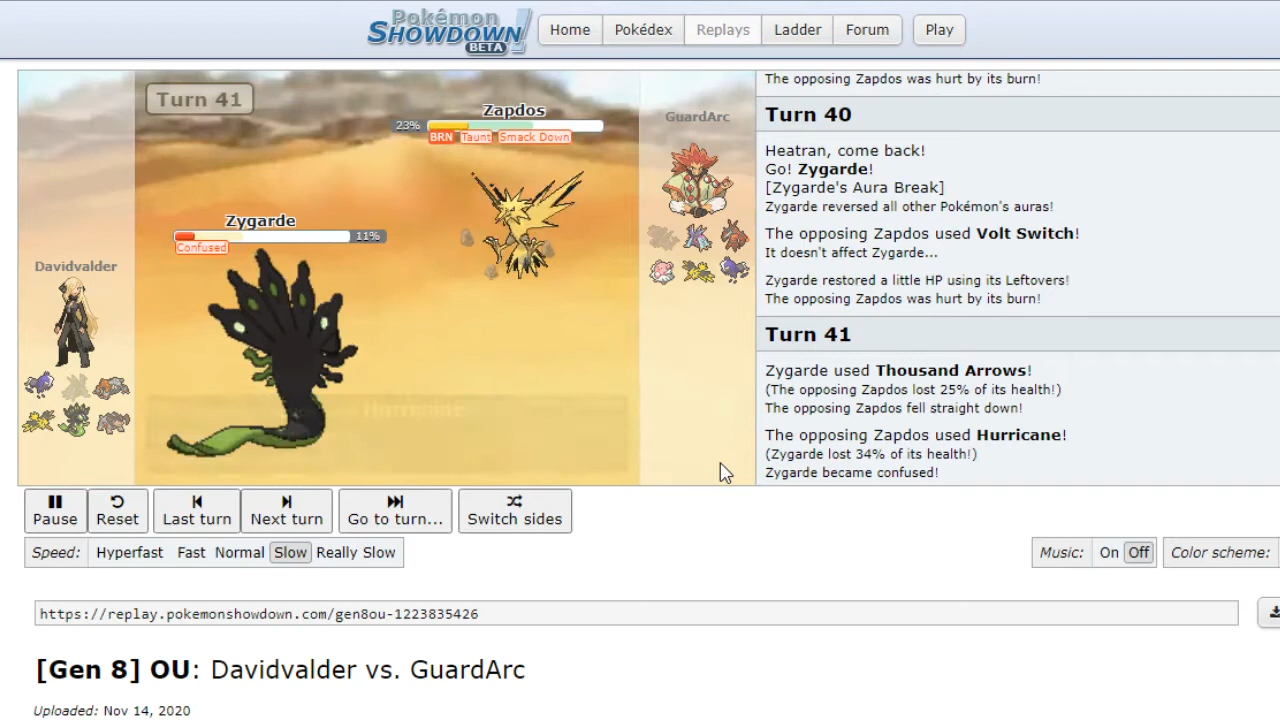 Pokémon
SHOWDOWN!
BETA
Home
Pokédex
Replays
Ladder
Forum
Play
Turn 41
Zapdos
23%
BRN Taunt Smack Down
Zygarde
11%
Confused
Hurricane
Davidvalder
GuardArc
The opposing Zapdos was hurt by its burn!
Turn 40
Heatran, come back!
Go! Zygarde!
[Zygarde's Aura Break]
Zygarde reversed all other Pokémon's auras!
The opposing Zapdos used Volt Switch!
It doesn't affect Zygarde...
Zygarde restored a little HP using its Leftovers!
The opposing Zapdos was hurt by its burn!
Turn 41
Zygarde used Thousand Arrows!
(The opposing Zapdos lost 25% of its health!)
The opposing Zapdos fell straight down!
The opposing Zapdos used Hurricane!
(Zygarde lost 34% of its health!)
Zygarde became confused!
Pause
Reset
Last turn
Next turn
Go to turn...
Switch sides
Speed: Hyperfast Fast Normal Slow Really Slow
Music: On Off
Color scheme:
https://replay.pokemonshowdown.com/gen8ou-1223835426
[Gen 8] OU: Davidvalder vs. GuardArc
Uploaded: Nov 14, 2020